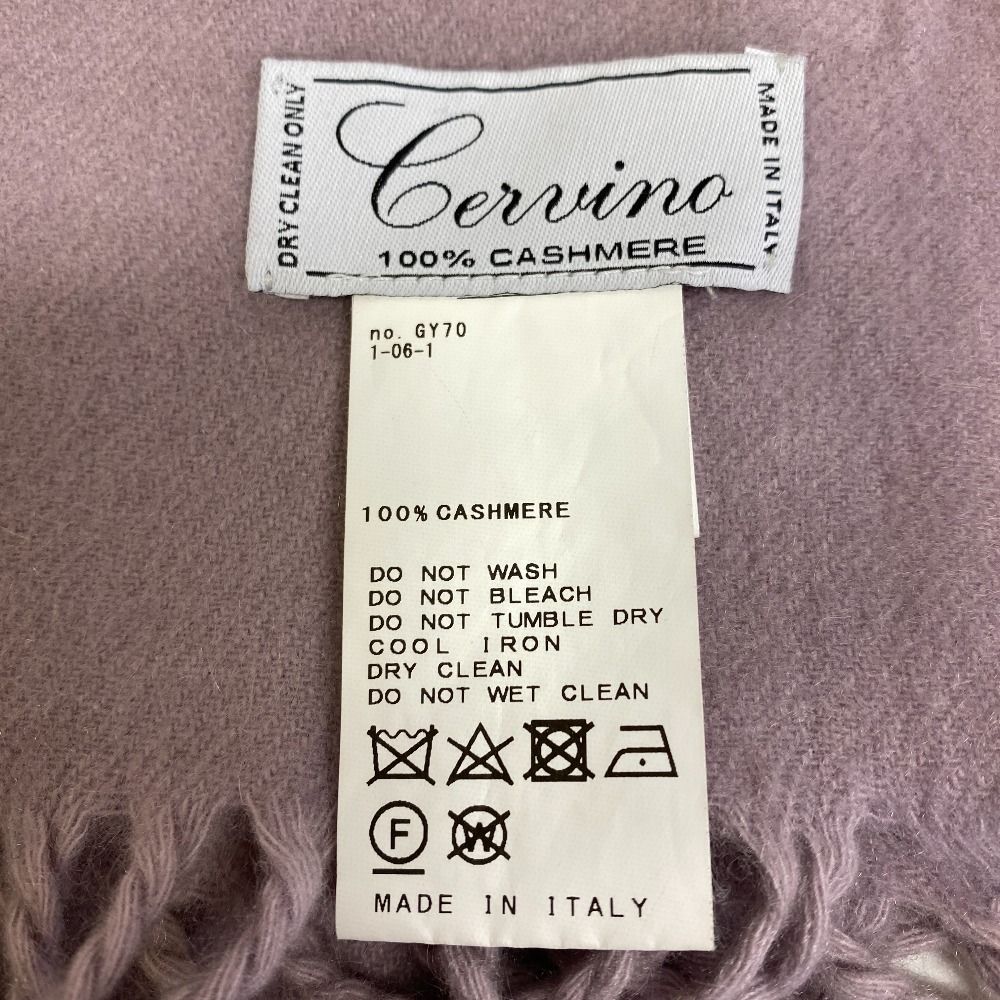 DRY CLEAN ONLY
Cervino
100% CASHMERE
MADE IN ITALY
no. GY70
1-06-1
100% CASHMERE
DO NOT WASH
DO NOT BLEACH
DO NOT TUMBLE DRY
COOL IRON
DRY CLEAN
DO NOT WET CLEAN
F W
MADE IN ITALY